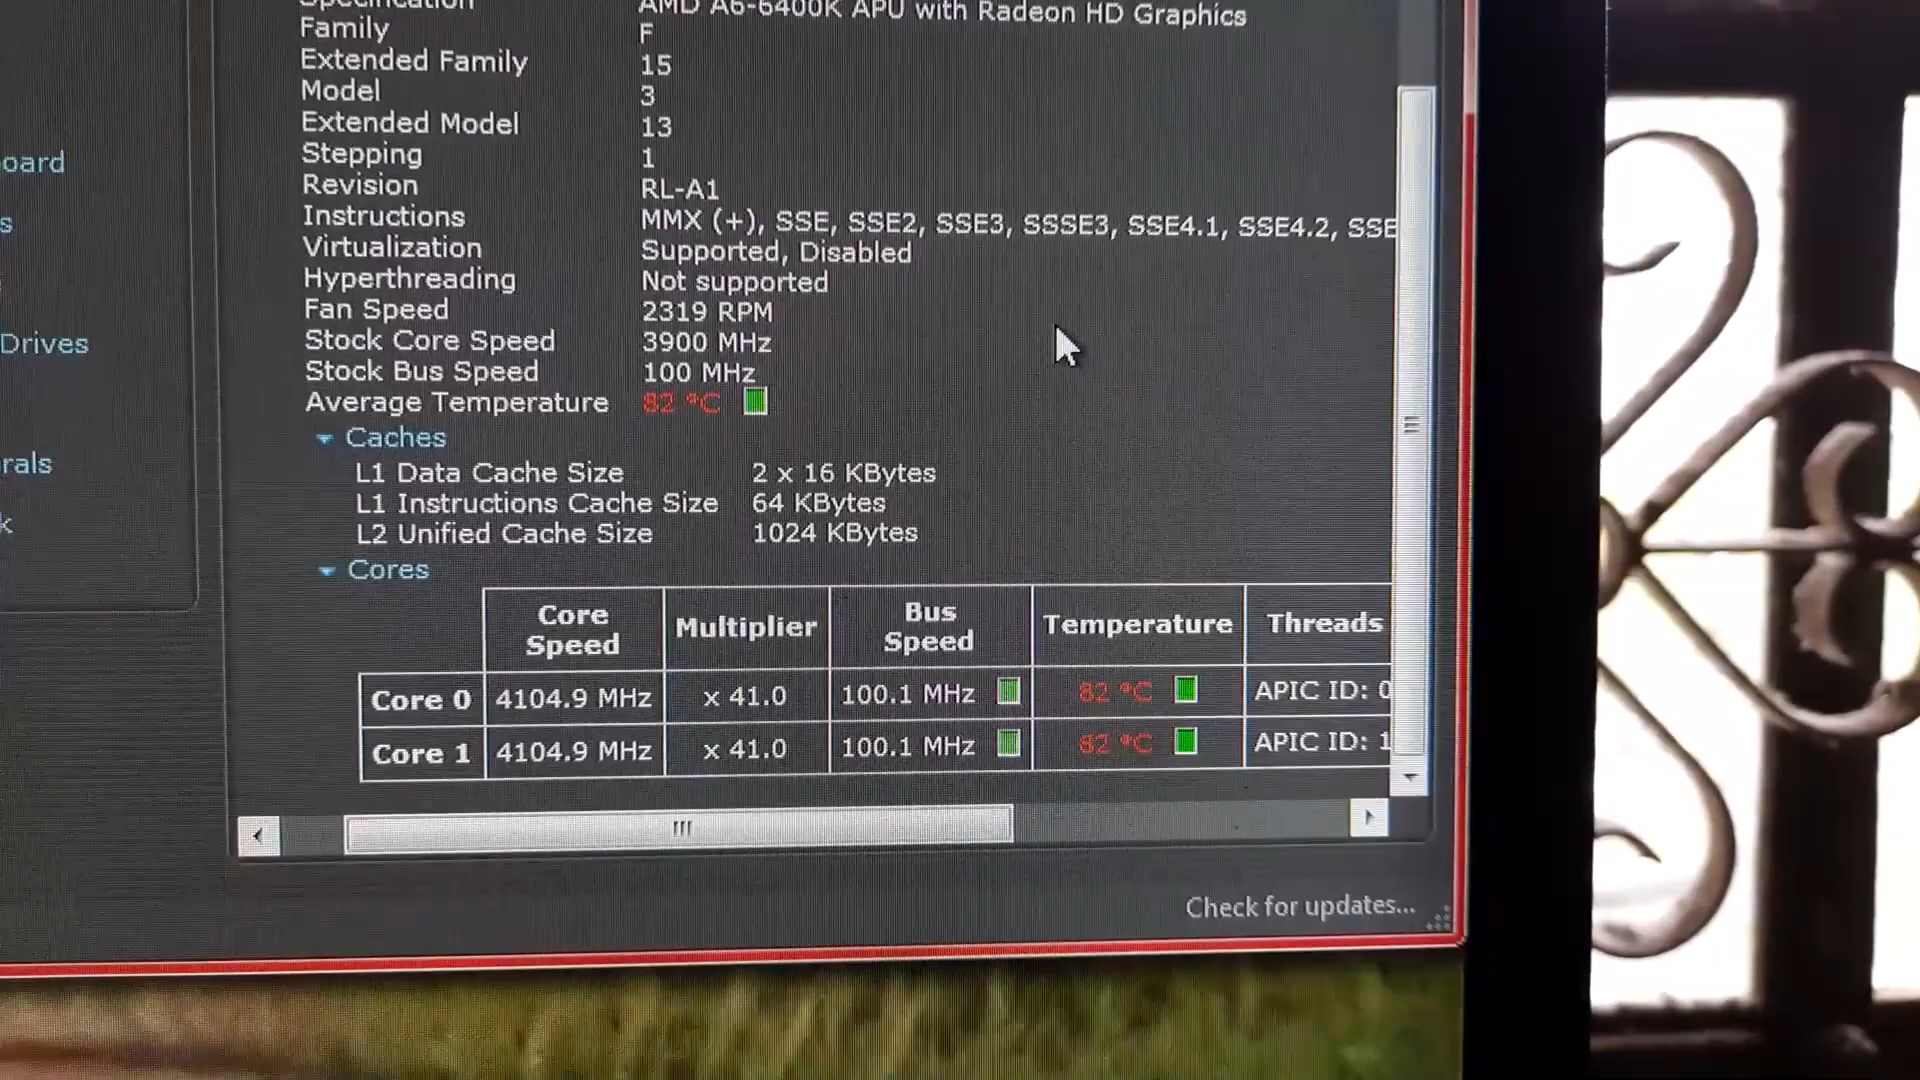 Specification AMD A6-6400K APU with Radeon HD Graphics
Family F
Extended Family 15
Model 3
Extended Model 13
Stepping 1
Revision RL-A1
Instructions MMX (+), SSE, SSE2, SSE3, SSSE3, SSE4.1, SSE4.2, SSE
Virtualization Supported, Disabled
Hyperthreading Not supported
Fan Speed 2319 RPM
Stock Core Speed 3900 MHz
Stock Bus Speed 100 MHz
Average Temperature 82 °C
Caches
L1 Data Cache Size 2 x 16 KBytes
L1 Instructions Cache Size 64 KBytes
L2 Unified Cache Size 1024 KBytes
Cores
Core Speed Multiplier Bus Speed Temperature Threads
Core 0 4104.9 MHz x 41.0 100.1 MHz 82 °C APIC ID: 0
Core 1 4104.9 MHz x 41.0 100.1 MHz 82 °C APIC ID: 1
oard
s
Drives
rals
k
Check for updates...